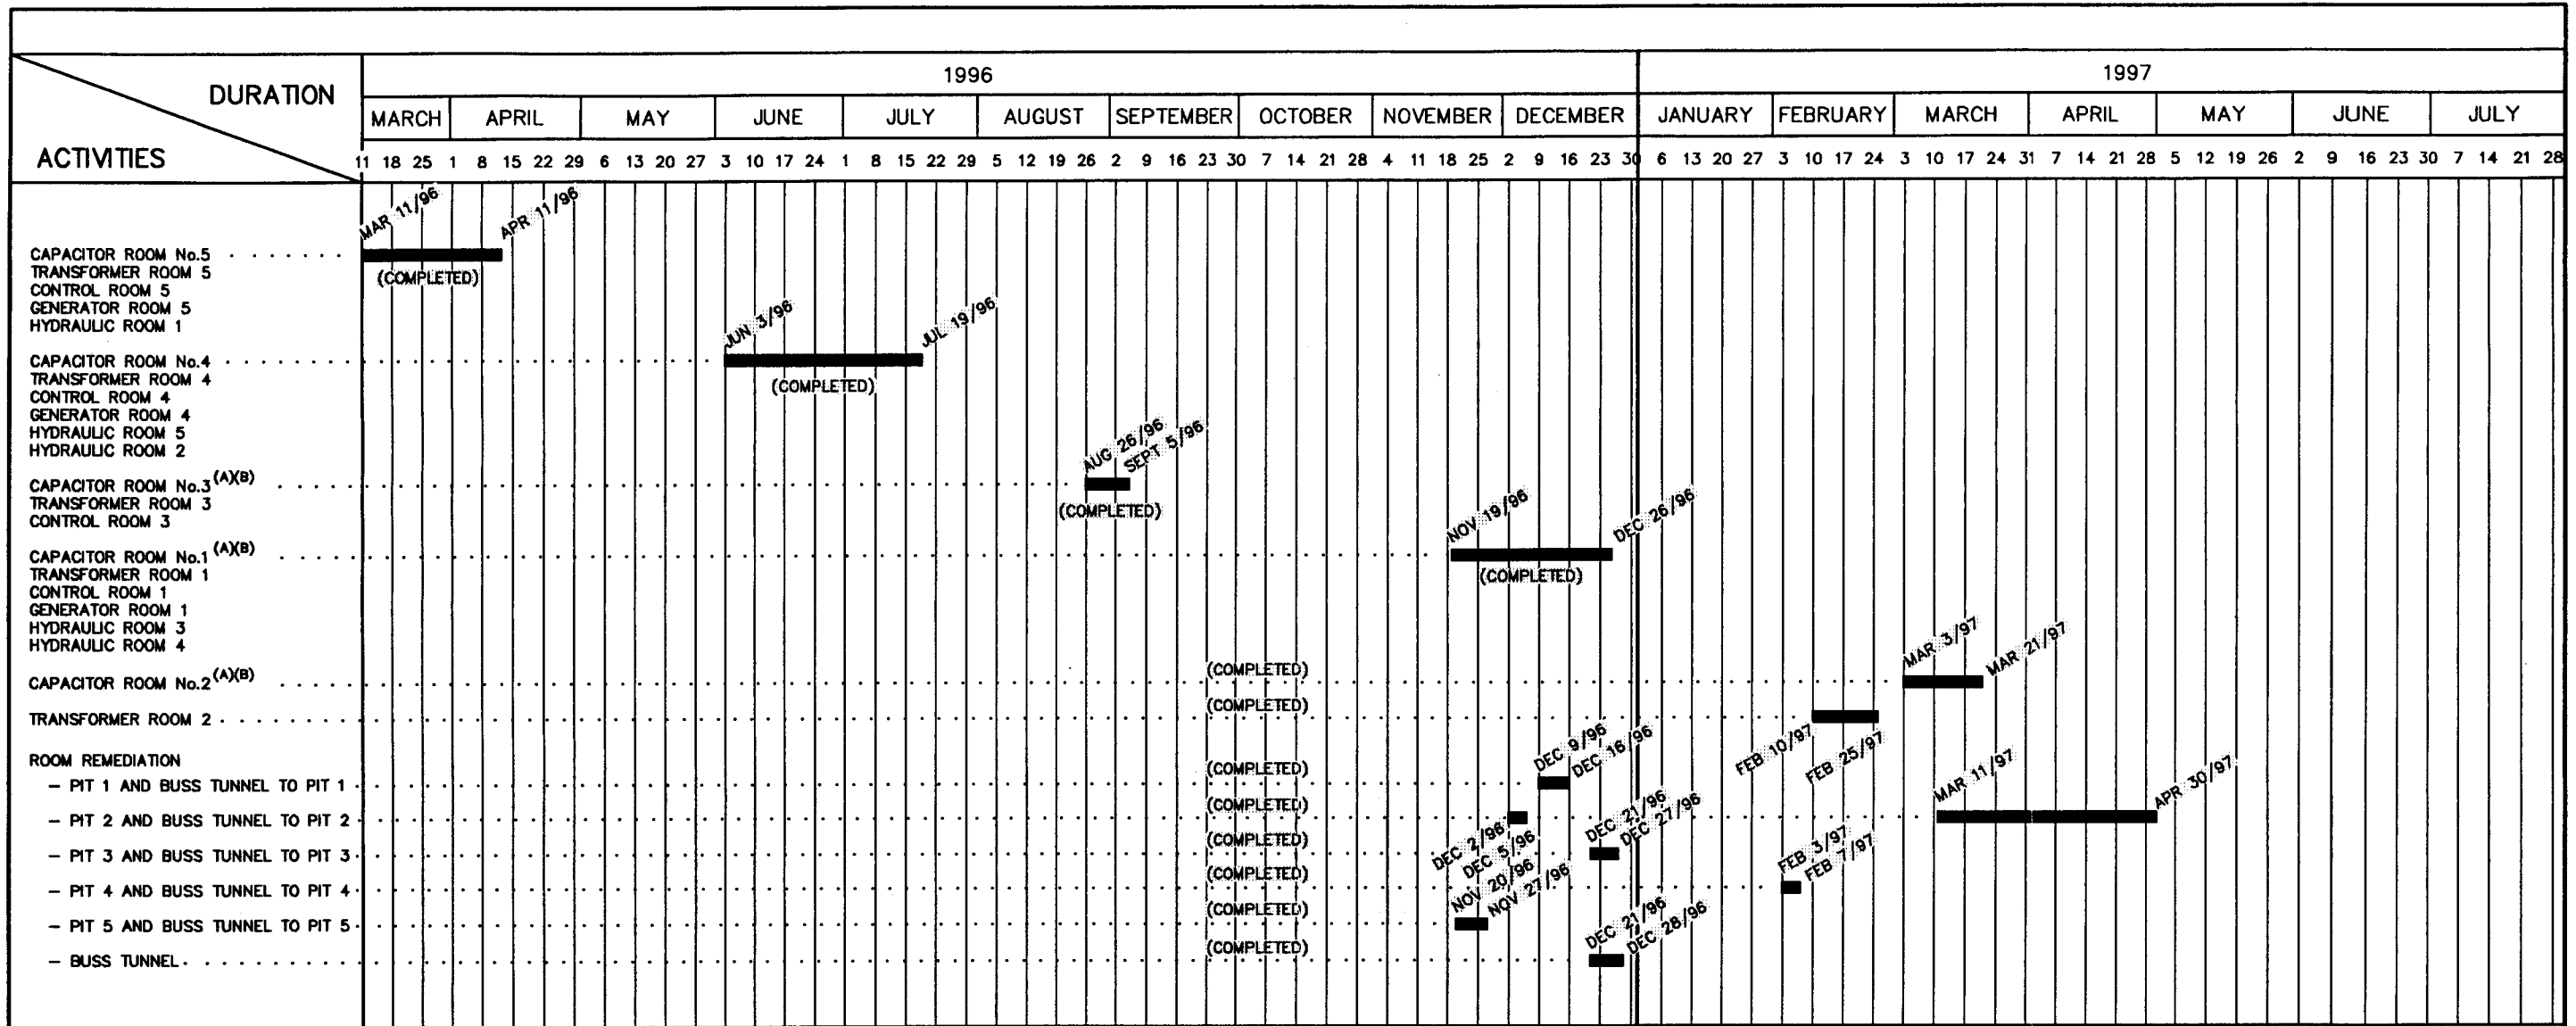 1996 1997
DURATION
MARCH APRIL MAY JUNE JULY AUGUST SEPTEMBER OCTOBER NOVEMBER DECEMBER JANUARY FEBRUARY MARCH APRIL MAY JUNE JULY
ACTIVITIES
11 18 25 1 8 15 22 29 6 13 20 27 3 10 17 24 1 8 15 22 29 5 12 19 26 2 9 16 23 30 7 14 21 28 4 11 18 25 2 9 16 23 30 6 13 20 27 3 10 17 24 3 10 17 24 31 7 14 21 28 5 12 19 26 2 9 16 23 30 7 14 21 28
MAR 11/96 APR 11/96
CAPACITOR ROOM No.5
TRANSFORMER ROOM 5
(COMPLETED)
CONTROL ROOM 5
GENERATOR ROOM 5
HYDRAULIC ROOM 1
JUN 3/96 JUL 19/96
CAPACITOR ROOM No.4
TRANSFORMER ROOM 4
(COMPLETED)
CONTROL ROOM 4
GENERATOR ROOM 4
HYDRAULIC ROOM 5
HYDRAULIC ROOM 2
AUG 26/96 SEPT 5/96
CAPACITOR ROOM No.3 (A)(B)
TRANSFORMER ROOM 3
(COMPLETED)
CONTROL ROOM 3
NOV 19/96 DEC 26/96
CAPACITOR ROOM No.1 (A)(B)
TRANSFORMER ROOM 1
(COMPLETED)
CONTROL ROOM 1
GENERATOR ROOM 1
HYDRAULIC ROOM 3
HYDRAULIC ROOM 4
MAR 3/97 MAR 21/97
(COMPLETED)
CAPACITOR ROOM No.2 (A)(B)
(COMPLETED)
TRANSFORMER ROOM 2
FEB 10/97 FEB 25/97
ROOM REMEDIATION
(COMPLETED) DEC 9/96 DEC 16/96
– PIT 1 AND BUSS TUNNEL TO PIT 1
(COMPLETED) MAR 11/97 APR 30/97
– PIT 2 AND BUSS TUNNEL TO PIT 2
DEC 2/96 DEC 5/96
(COMPLETED) DEC 21/96 DEC 27/96
– PIT 3 AND BUSS TUNNEL TO PIT 3
(COMPLETED) FEB 3/97 FEB 7/97
– PIT 4 AND BUSS TUNNEL TO PIT 4
(COMPLETED) NOV 20/96 NOV 27/96
– PIT 5 AND BUSS TUNNEL TO PIT 5
(COMPLETED) DEC 21/96 DEC 28/96
– BUSS TUNNEL